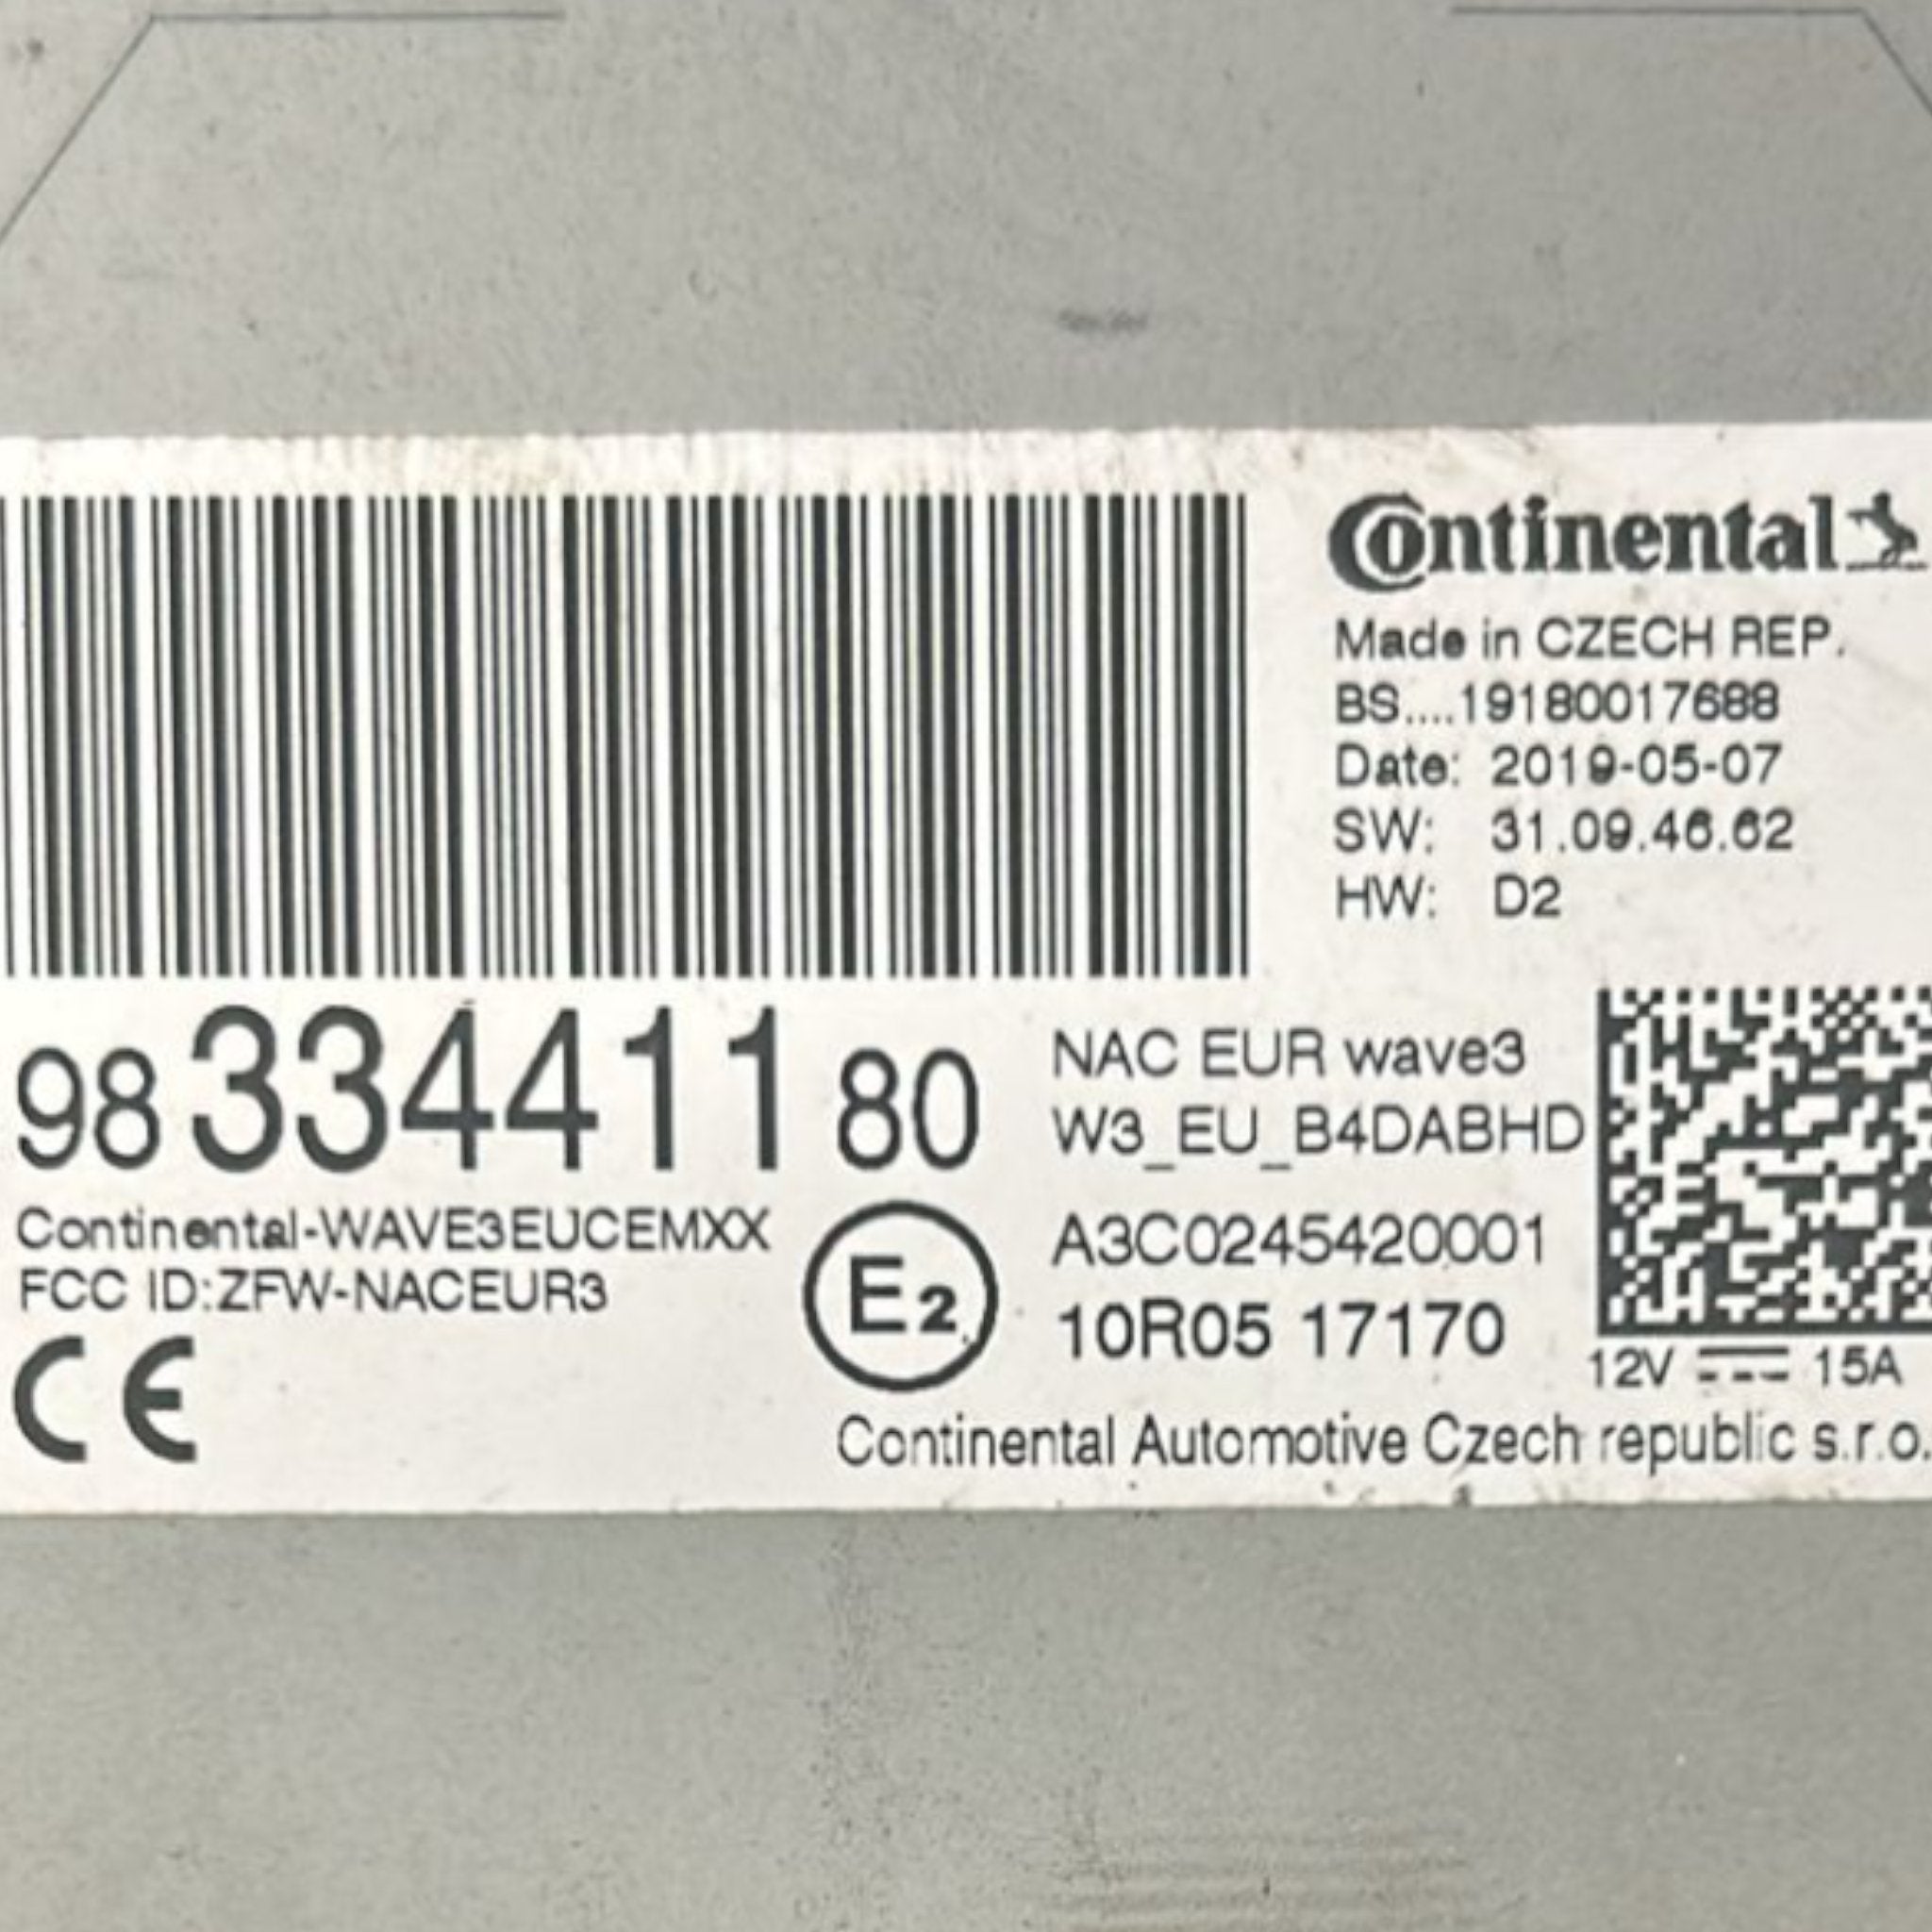 Continental
Made in CZECH REP.
BS....19180017688
Date: 2019-05-07
SW: 31.09.46.62
HW: D2
98 334411 80
NAC EUR wave3
W3_EU_B4DABHD
Continental-WAVE3EUCEMXX
FCC ID:ZFW-NACEUR3
CE
E2
A3C0245420001
10R05 17170
12V 15A
Continental Automotive Czech republic s.r.o.